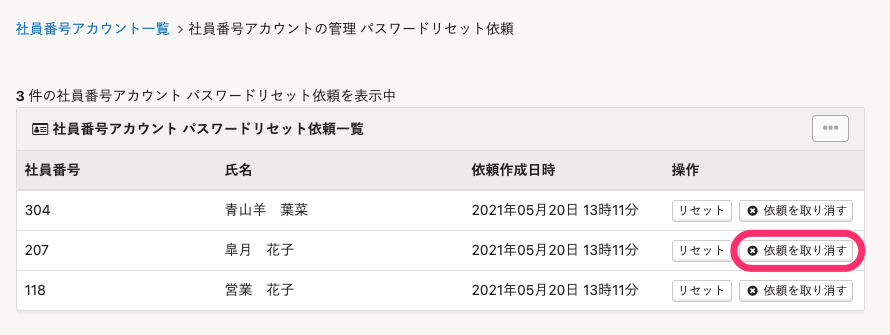 社員番号アカウント一覧 > 社員番号アカウントの管理 パスワードリセット依頼
3 件の社員番号アカウント パスワードリセット依頼を表示中
社員番号アカウント パスワードリセット依頼一覧
社員番号 氏名 依頼作成日時 操作
304 青山羊　葉菜 2021年05月20日 13時11分 リセット 依頼を取り消す
207 皐月　花子 2021年05月20日 13時11分 リセット 依頼を取り消す
118 営業　花子 2021年05月20日 13時11分 リセット 依頼を取り消す